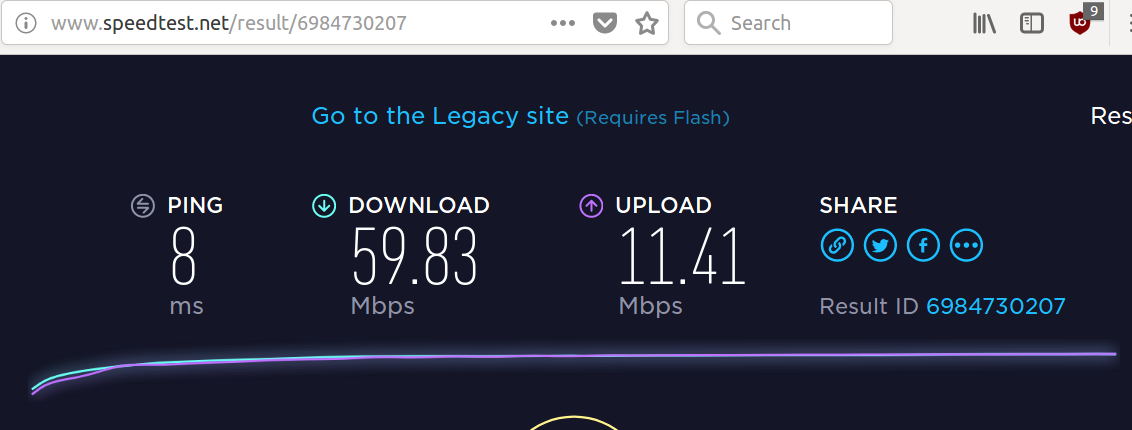 www.speedtest.net/result/6984730207
Search
9
Go to the Legacy site (Requires Flash)
Res
PING
8
ms
DOWNLOAD
59.83
Mbps
UPLOAD
11.41
Mbps
SHARE
Result ID 6984730207